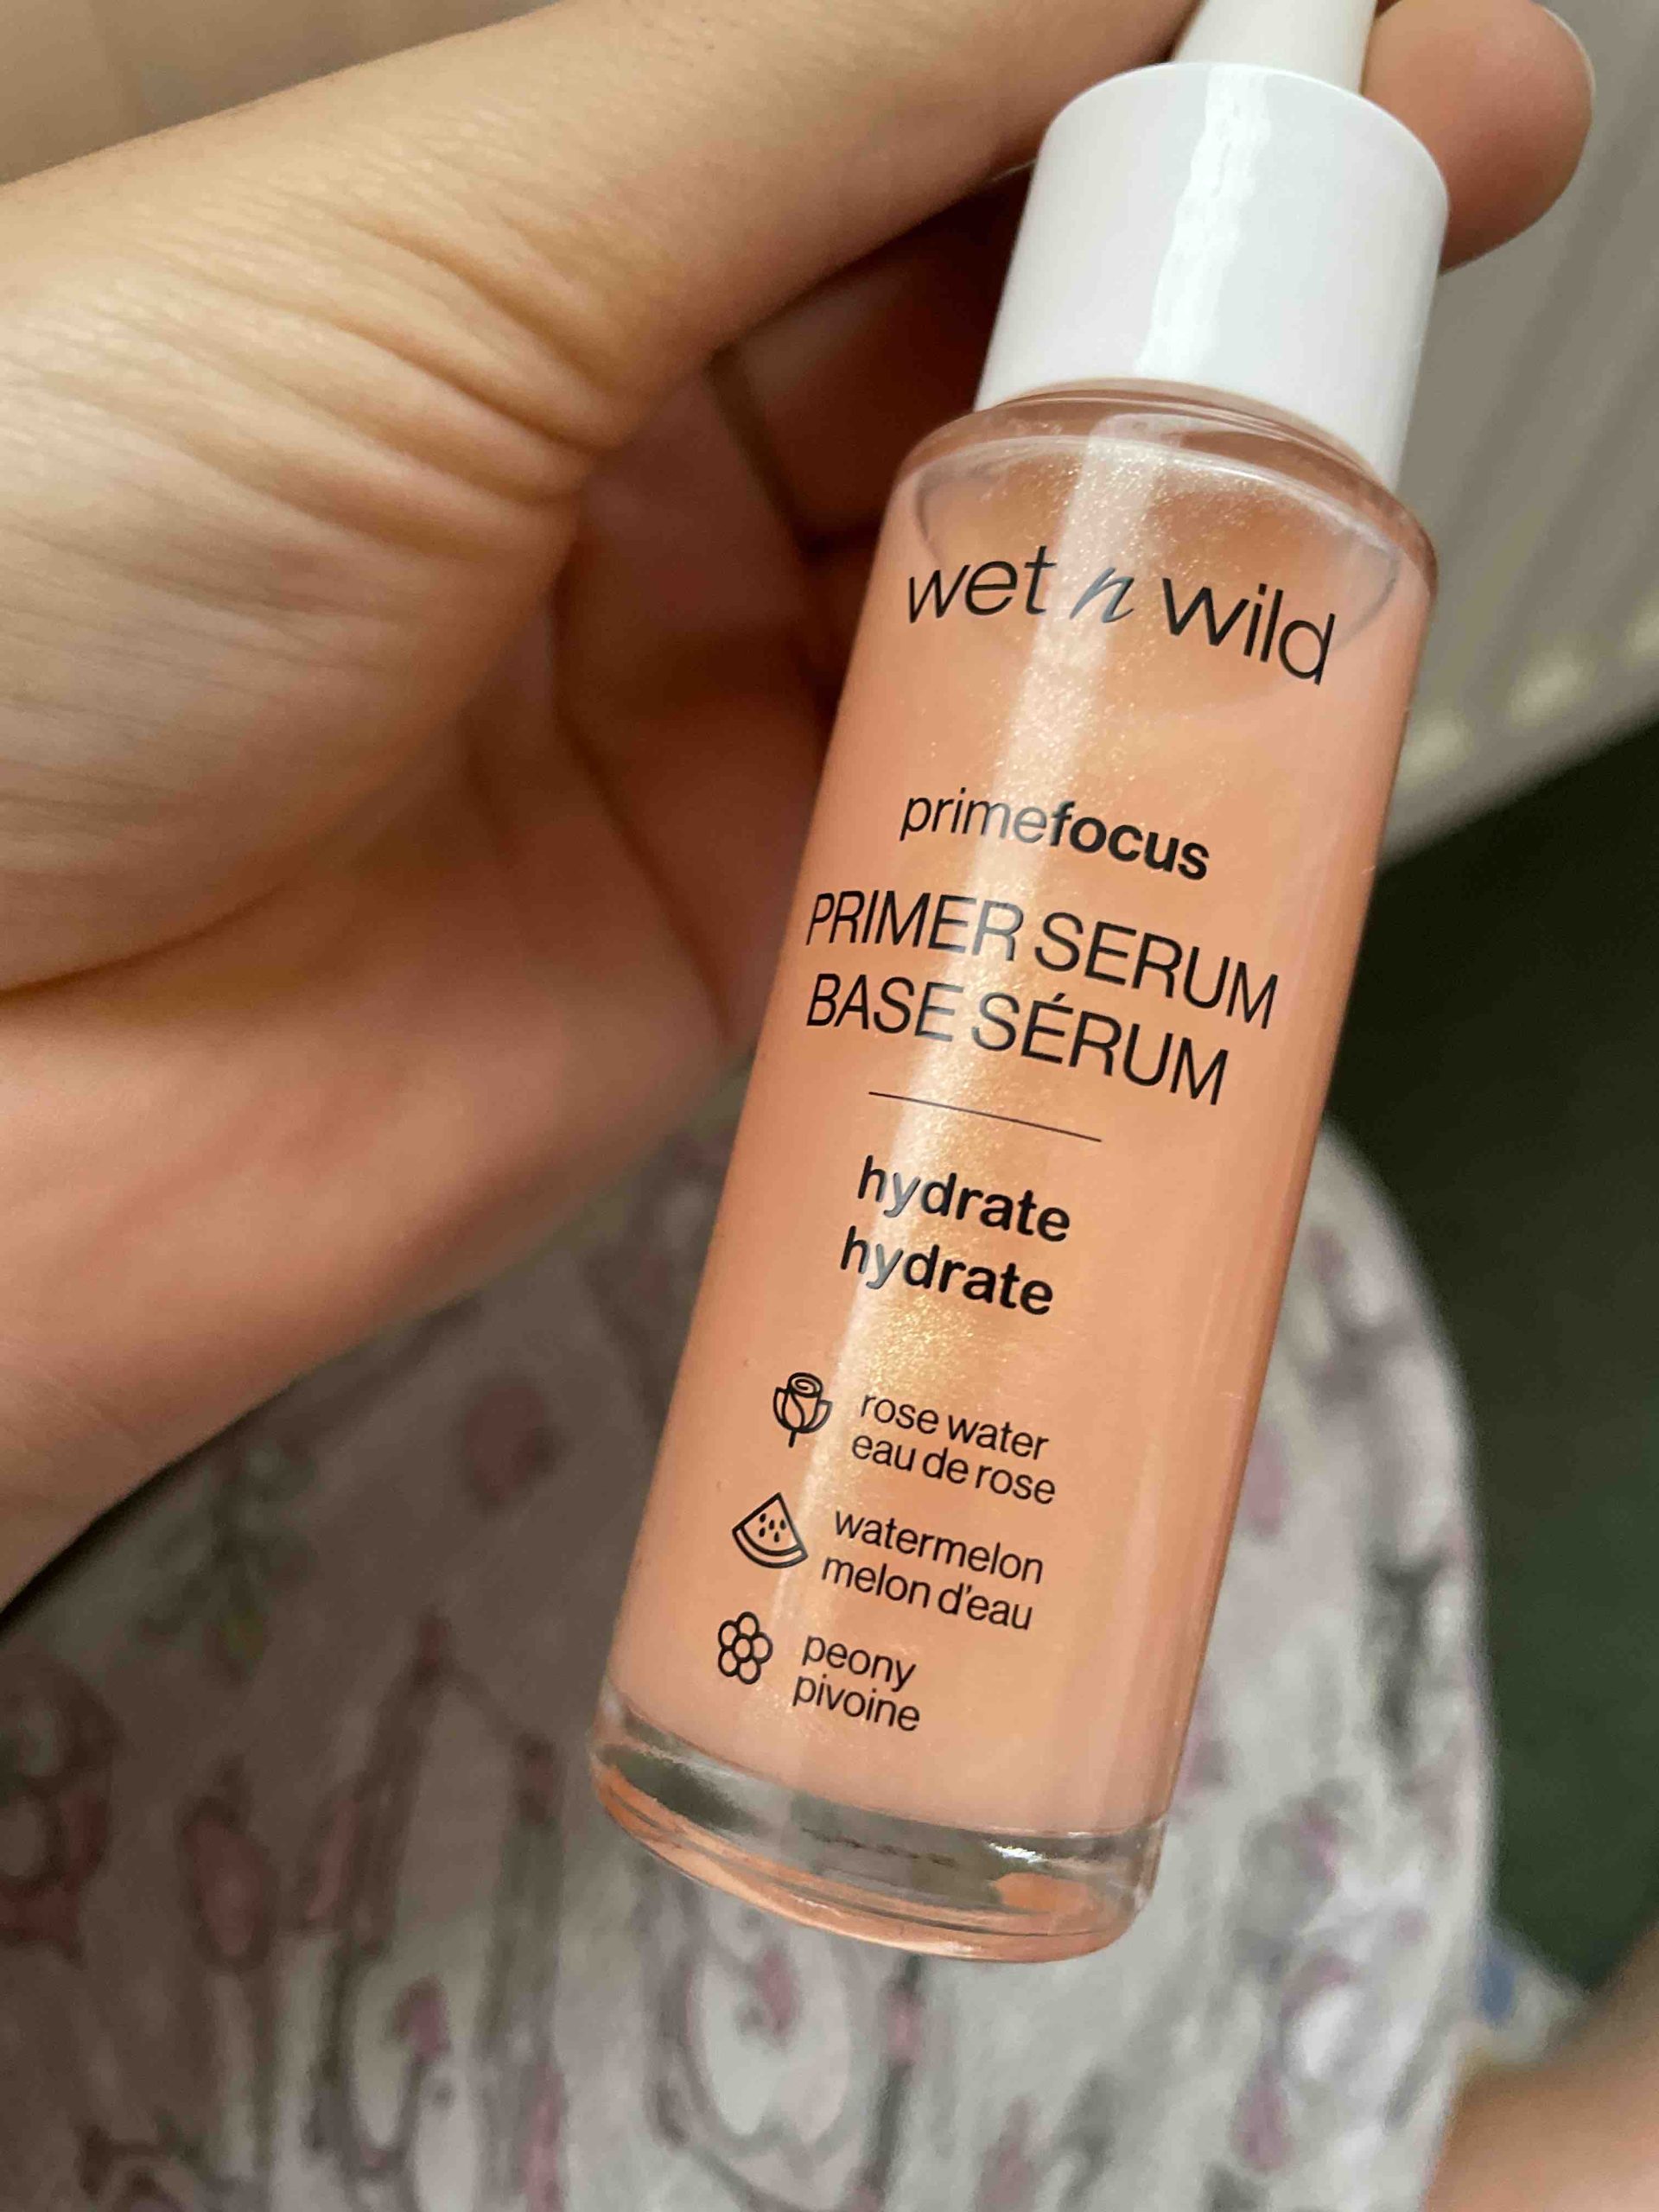 wet n wild
primefocus
PRIMER SERUM
BASE SÉRUM
hydrate
hydrate
rose water
eau de rose
watermelon
melon d'eau
peony
pivoine